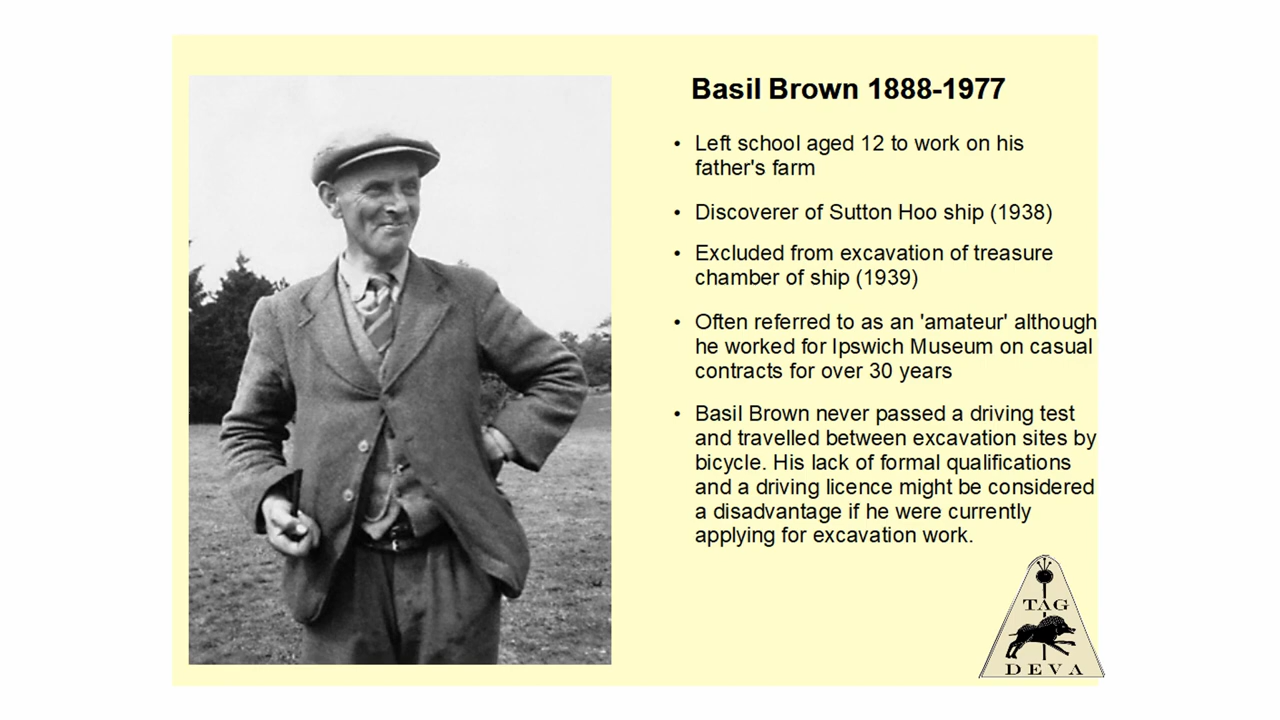 Basil Brown 1888-1977
• Left school aged 12 to work on his
father's farm
• Discoverer of Sutton Hoo ship (1938)
• Excluded from excavation of treasure
chamber of ship (1939)
• Often referred to as an 'amateur' although
he worked for Ipswich Museum on casual
contracts for over 30 years
• Basil Brown never passed a driving test
and travelled between excavation sites by
bicycle. His lack of formal qualifications
and a driving licence might be considered
a disadvantage if he were currently
applying for excavation work.
TAG
DEVA